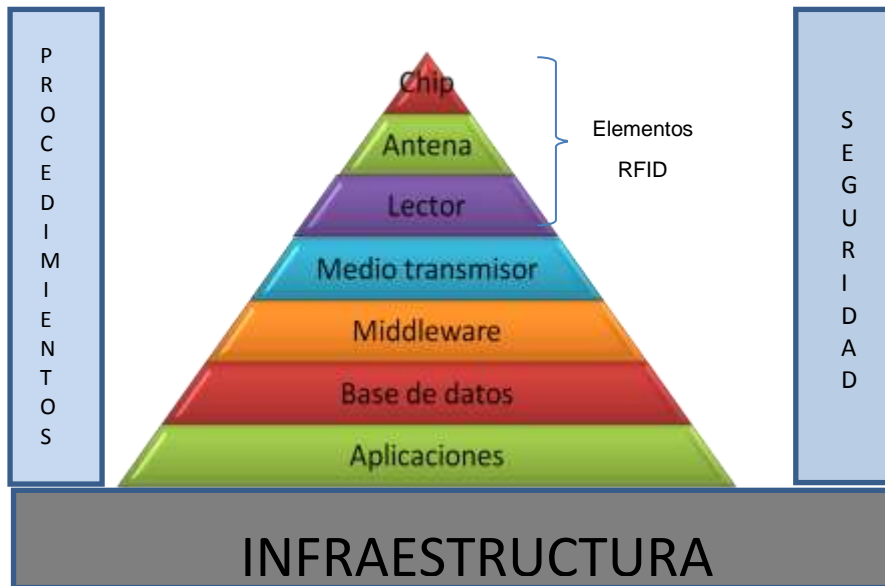 PROCEDIMIENTOS
Chip
Antena
Lector
Medio transmisor
Middleware
Base de datos
Aplicaciones
Elementos
RFID
SEGURIDAD
INFRAESTRUCTURA